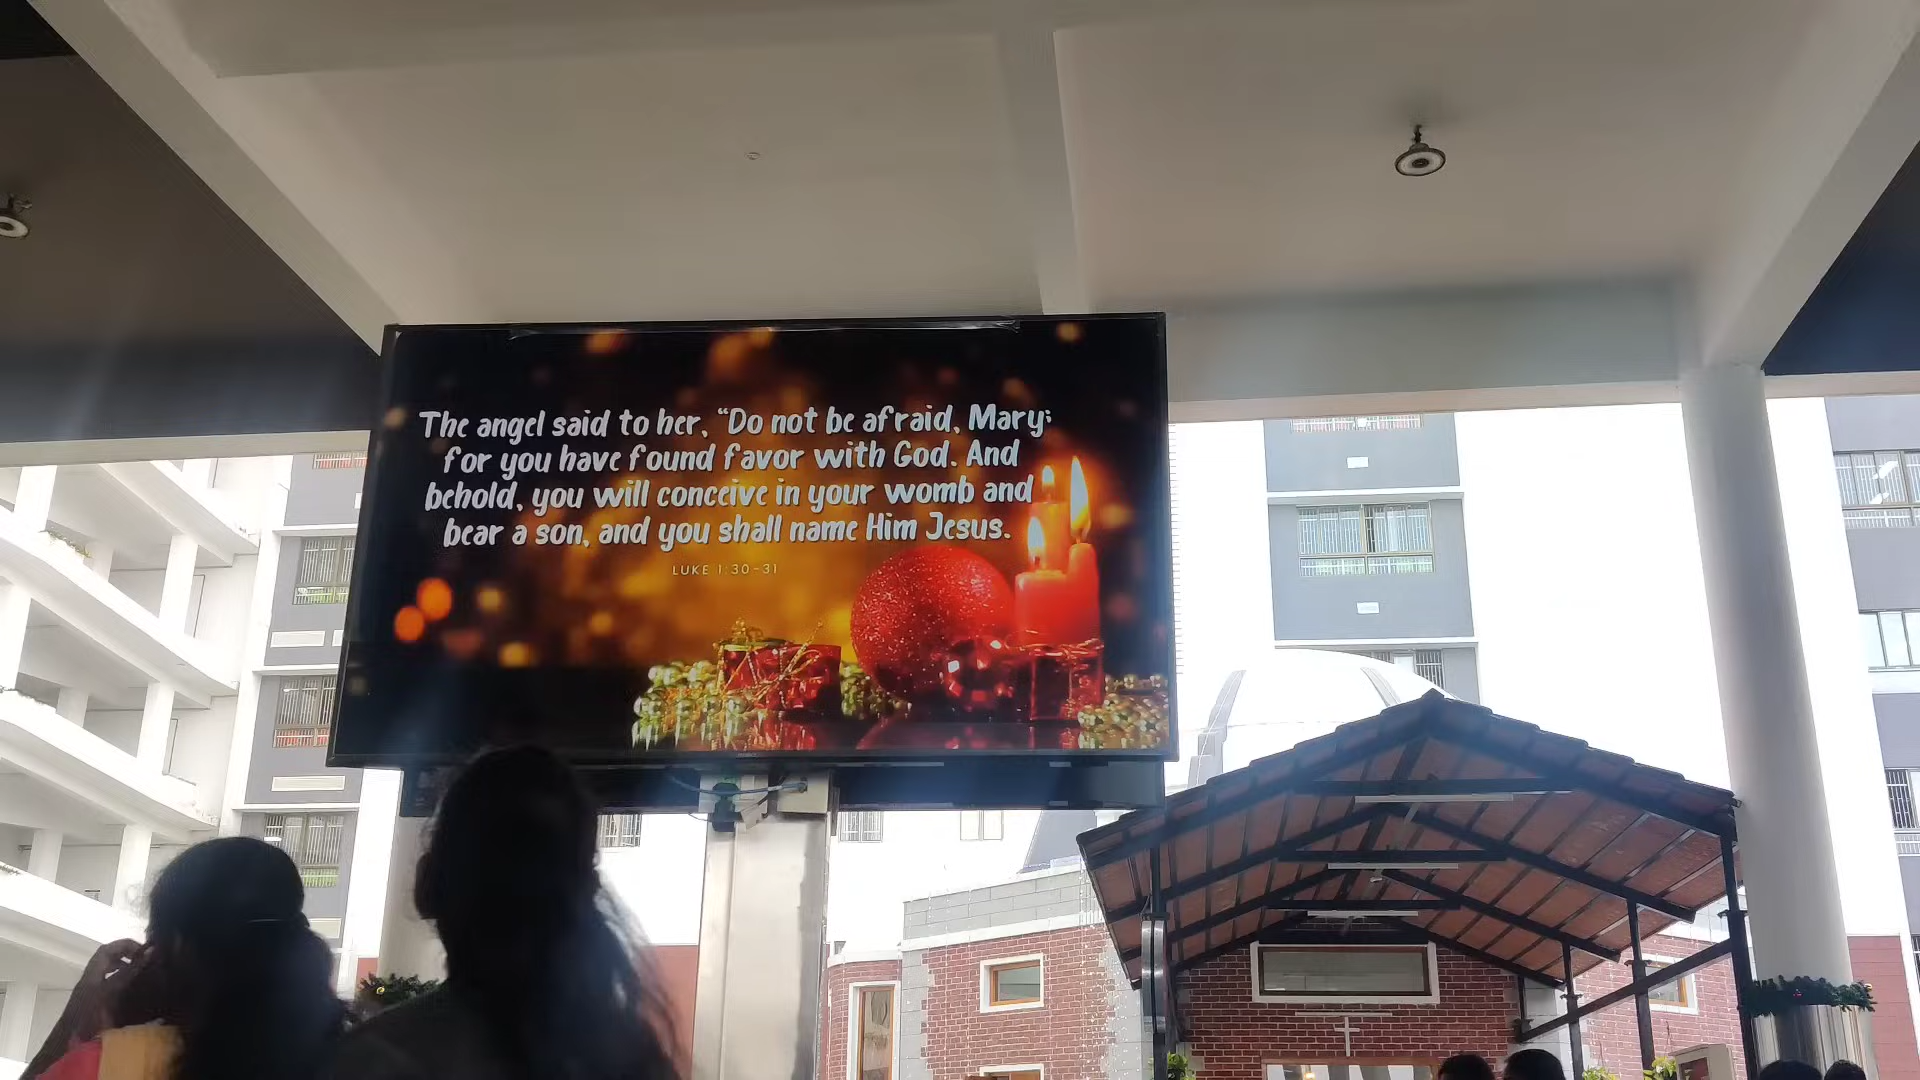 The angel said to her, “Do not be afraid, Mary;
for you have found favor with God. And
behold, you will conceive in your womb and
bear a son, and you shall name Him Jesus.
LUKE 1:30-31